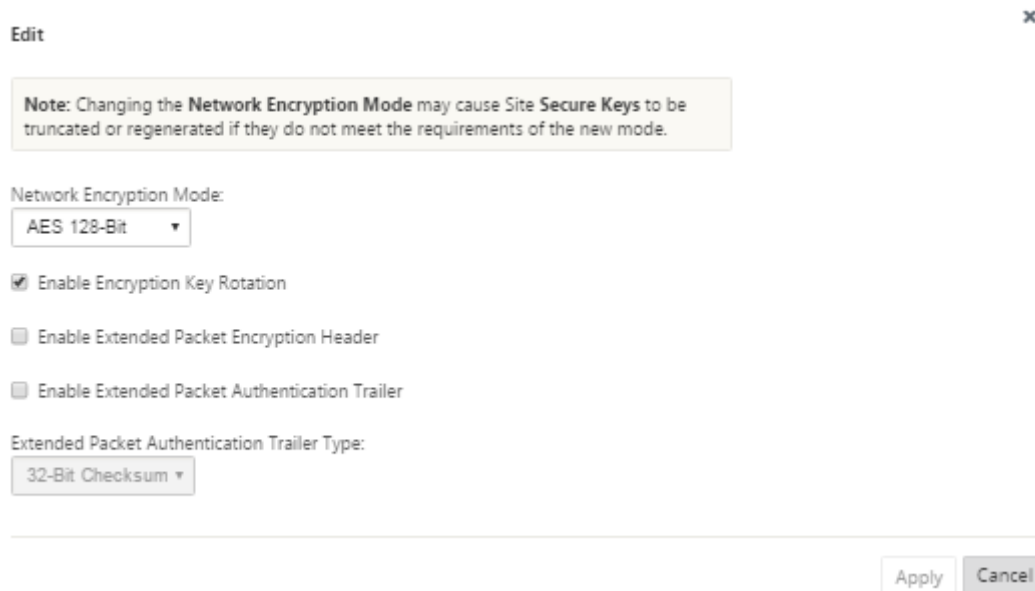 Edit
Note: Changing the Network Encryption Mode may cause Site Secure Keys to be
truncated or regenerated if they do not meet the requirements of the new mode.
Network Encryption Mode:
AES 128-Bit
Enable Encryption Key Rotation
Enable Extended Packet Encryption Header
Enable Extended Packet Authentication Trailer
Extended Packet Authentication Trailer Type:
32-Bit Checksum
Apply Cancel